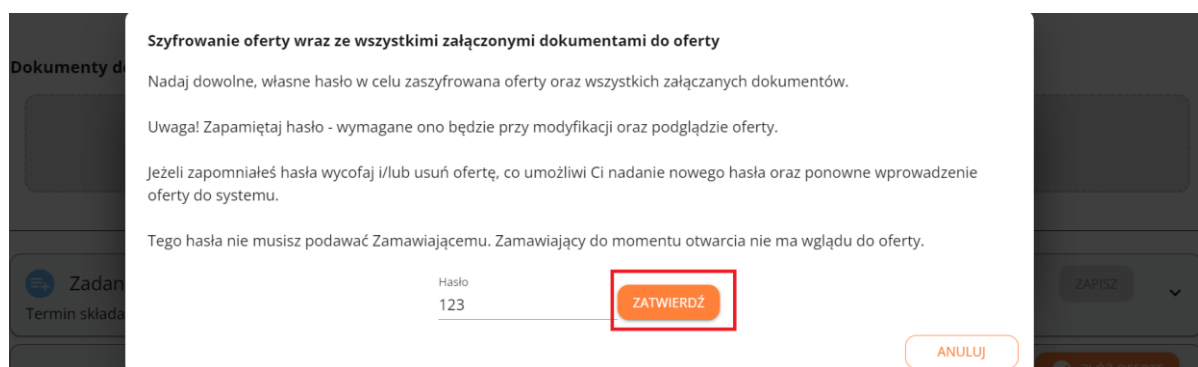 Szyfrowanie oferty wraz ze wszystkimi załączonymi dokumentami do oferty
Dokumenty d
Nadaj dowolne, własne hasło w celu zaszyfrowana oferty oraz wszystkich załączanych dokumentów.
Uwaga! Zapamiętaj hasło - wymagane ono będzie przy modyfikacji oraz podglądzie oferty.
Jeżeli zapomniałeś hasła wycofaj i/lub usuń ofertę, co umożliwi Ci nadanie nowego hasła oraz ponowne wprowadzenie
oferty do systemu.
Tego hasła nie musisz podawać Zamawiającemu. Zamawiający do momentu otwarcia nie ma wglądu do oferty.
Zadan
Termin składa
Hasło
123
ZATWIERDŹ
ZAPISZ
ANULUJ